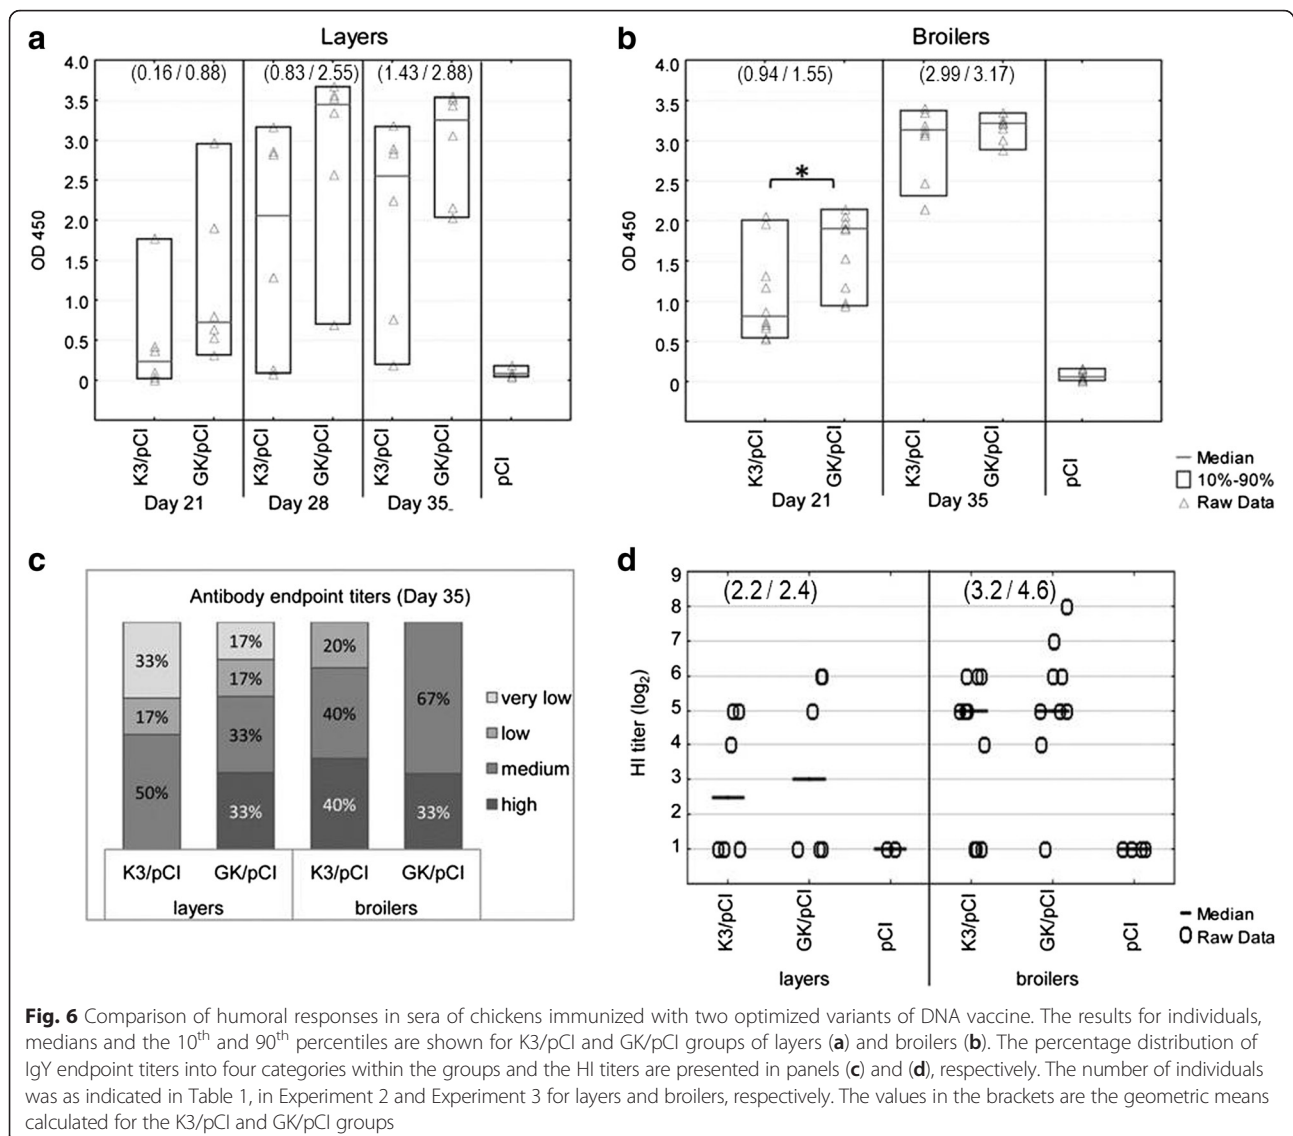 a
Layers
(0.16 / 0.88)
(0.83 / 2.55)
(1.43 / 2.88)
4.0
3.5
3.0
2.5
2.0
1.5
1.0
0.5
0
OD 450
K3/pCI
GK/pCI
K3/pCI
GK/pCI
K3/pCI
GK/pCI
pCI
Day 21
Day 28
Day 35
b
Broilers
(0.94 / 1.55)
(2.99 / 3.17)
4.0
3.5
3.0
2.5
2.0
1.5
1.0
0.5
0
OD 450
*
K3/pCI
GK/pCI
K3/pCI
GK/pCI
pCI
Day 21
Day 35
Median
10%-90%
Raw Data
c
Antibody endpoint titers (Day 35)
33%
17%
50%
17%
17%
33%
33%
20%
40%
40%
67%
33%
very low
low
medium
high
K3/pCI
GK/pCI
K3/pCI
GK/pCI
layers
broilers
d
(2.2 / 2.4)
(3.2 / 4.6)
9
8
7
6
5
4
3
2
1
HI titer (log2)
K3/pCI
GK/pCI
pCI
K3/pCI
GK/pCI
pCI
layers
broilers
Median
Raw Data
Fig. 6 Comparison of humoral responses in sera of chickens immunized with two optimized variants of DNA vaccine. The results for individuals,
medians and the 10th and 90th percentiles are shown for K3/pCI and GK/pCI groups of layers (a) and broilers (b). The percentage distribution of
IgY endpoint titers into four categories within the groups and the HI titers are presented in panels (c) and (d), respectively. The number of individuals
was as indicated in Table 1, in Experiment 2 and Experiment 3 for layers and broilers, respectively. The values in the brackets are the geometric means
calculated for the K3/pCI and GK/pCI groups